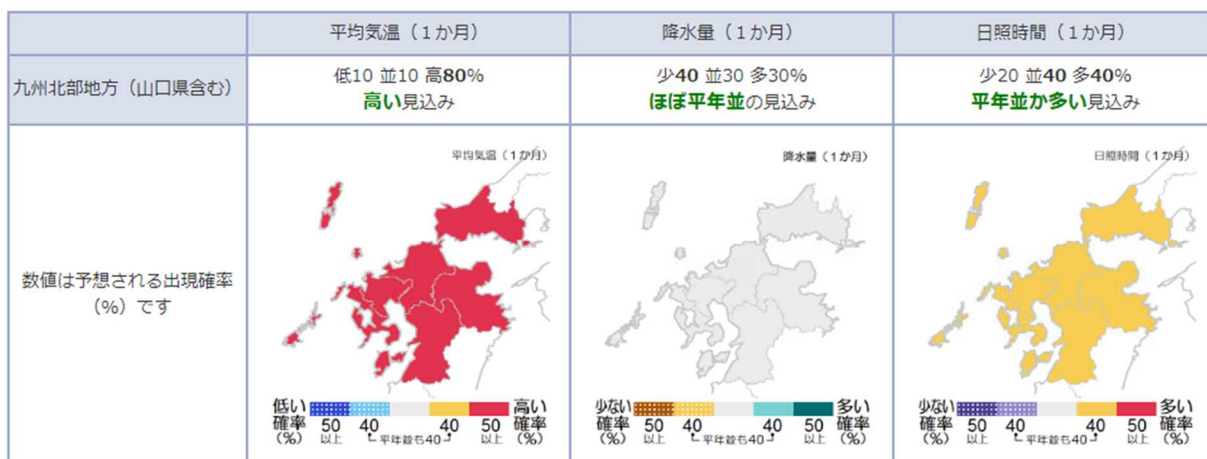 平均気温（１か月）
降水量（１か月）
日照時間（１か月）
九州北部地方（山口県含む）
低10 並10 高80%
高い見込み
少40 並30 多30%
ほぼ平年並の見込み
少20 並40 多40%
平年並か多い見込み
数値は予想される出現確率
（%）です
平均気温（１か月）
低い
確率
(%)
50
以上
40
平年並も40
40
50
以上
高い
確率
(%)
降水量（１か月）
少ない
確率
(%)
50
以上
40
平年並も40
40
50
以上
多い
確率
(%)
日照時間（１か月）
少ない
確率
(%)
50
以上
40
平年並も40
40
50
以上
多い
確率
(%)